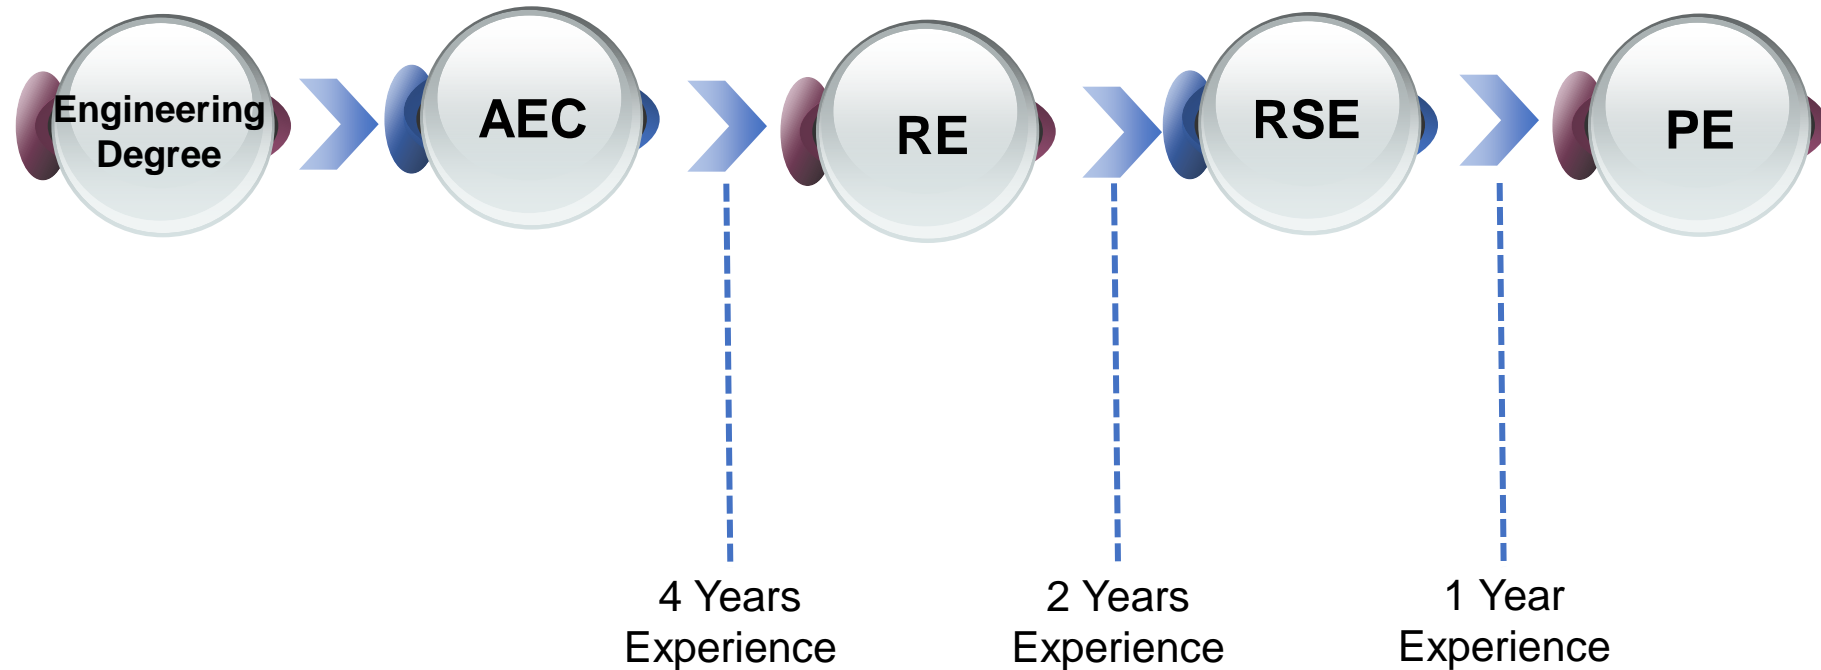 Engineering
Degree
AEC
RE
RSE
PE
4 Years
Experience
2 Years
Experience
1 Year
Experience